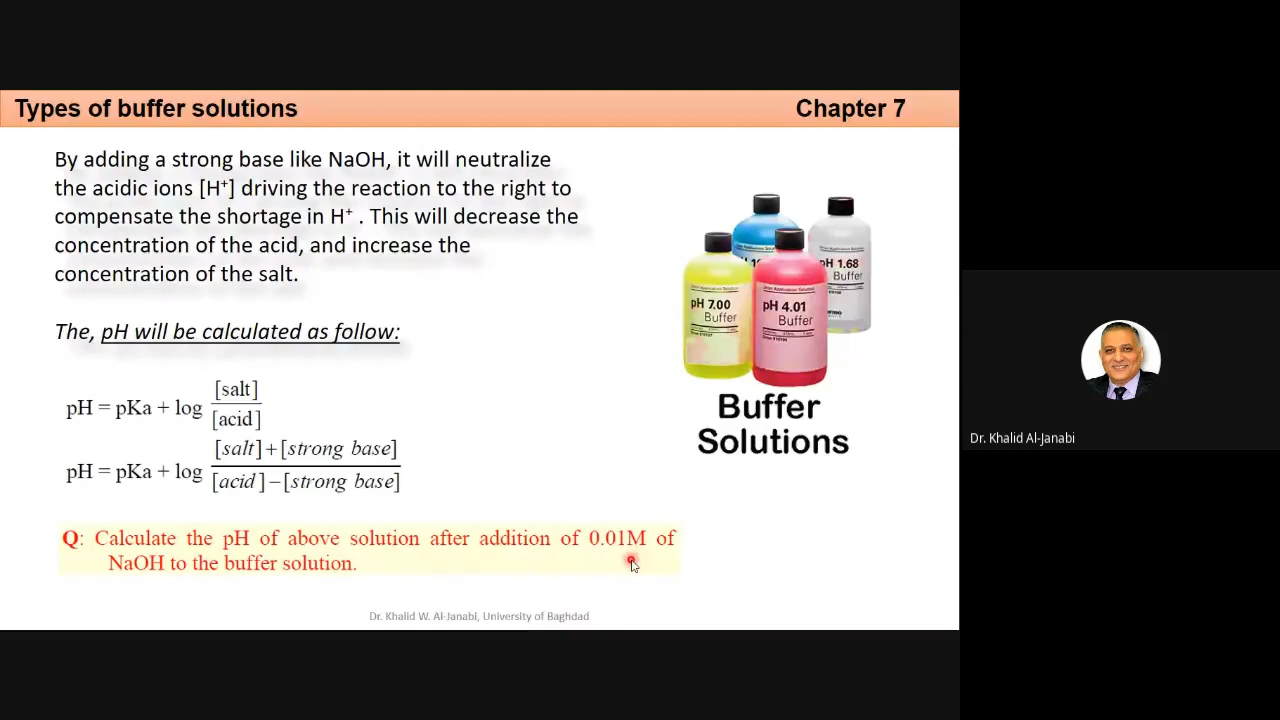 Types of buffer solutions
Chapter 7
By adding a strong base like NaOH, it will neutralize
the acidic ions [H⁺] driving the reaction to the right to
compensate the shortage in H⁺ . This will decrease the
concentration of the acid, and increase the
concentration of the salt.
The, pH will be calculated as follow:
pH = pKa + log [salt] / [acid]
pH = pKa + log [salt]+[strong base] / [acid]−[strong base]
Q: Calculate the pH of above solution after addition of 0.01M of
NaOH to the buffer solution.
pH 1.68
Buffer
pH 7.00
Buffer
pH 4.01
Buffer
Buffer
Solutions
Dr. Khalid W. Al-Janabi, University of Baghdad
Dr. Khalid Al-Janabi